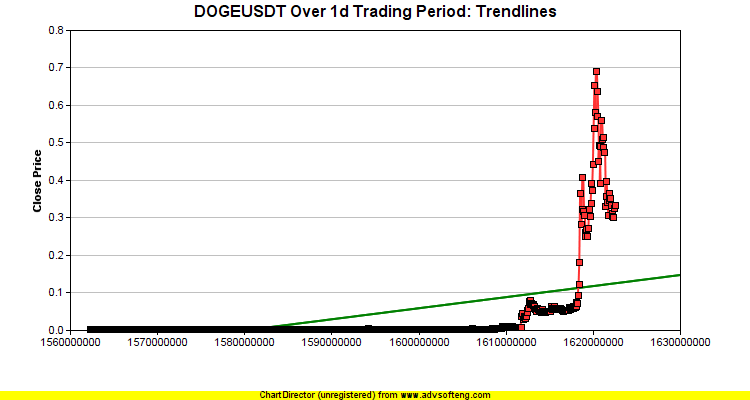 DOGEUSDT Over 1d Trading Period: Trendlines
Close Price
0.8
0.7
0.6
0.5
0.4
0.3
0.2
0.1
0.0
1560000000 1570000000 1580000000 1590000000 1600000000 1610000000 1620000000 1630000000
ChartDirector (unregistered) from www.advsofteng.com